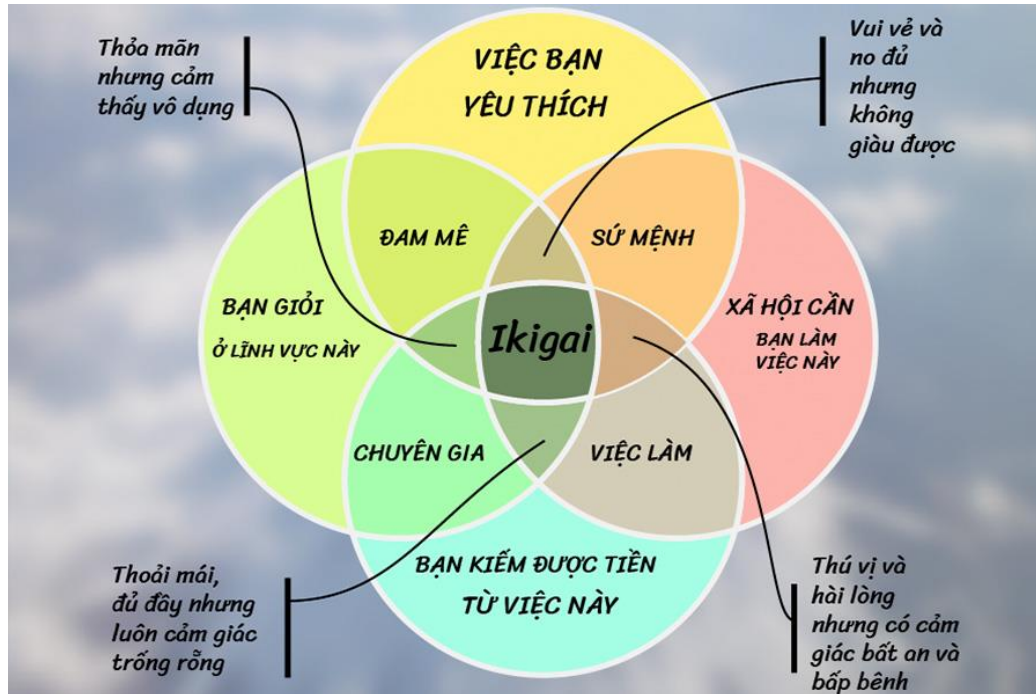 Thỏa mãn
nhưng cảm
thấy vô dụng
VIỆC BẠN
YÊU THÍCH
Vui vẻ và
no đủ
nhưng
không
giàu được
ĐAM MÊ
SỨ MỆNH
BẠN GIỎI
Ở LĨNH VỰC NÀY
Ikigai
XÃ HỘI CẦN
BẠN LÀM
VIỆC NÀY
CHUYÊN GIA
VIỆC LÀM
BẠN KIẾM ĐƯỢC TIỀN
TỪ VIỆC NÀY
Thoải mái,
đủ đầy nhưng
luôn cảm giác
trống rỗng
Thú vị và
hài lòng
nhưng có cảm
giác bất an và
bấp bênh